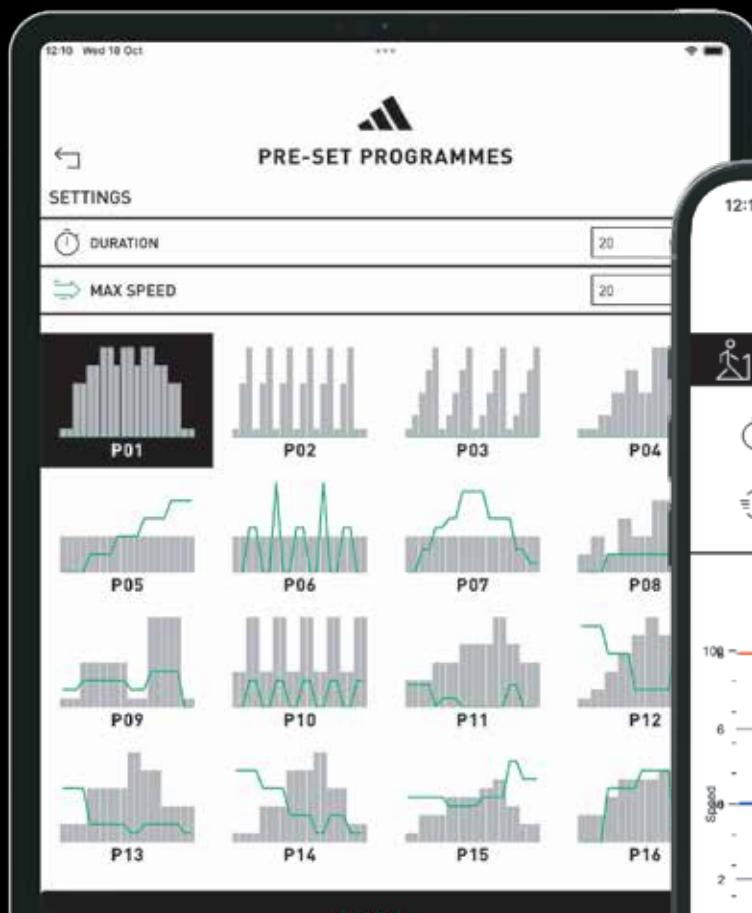 12:10 Wed 18 Oct
PRE-SET PROGRAMMES
SETTINGS
DURATION 20
MAX SPEED 20
P01 P02 P03 P04
P05 P06 P07 P08
P09 P10 P11 P12
P13 P14 P15 P16
12:1
6
Speed
2